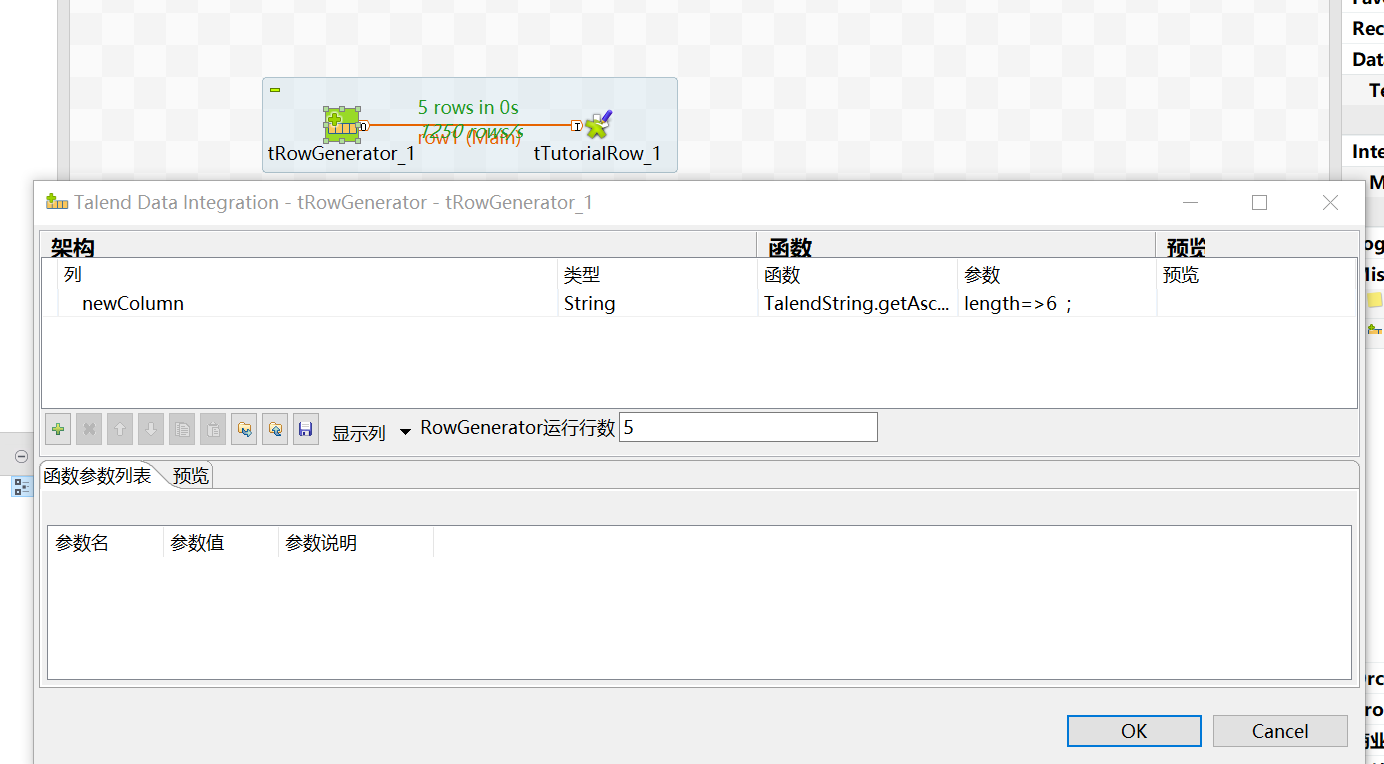 Rec
Dat
5 rows in 0s
1250 rows/s
row1 (Main)
tRowGenerator_1
tTutorialRow_1
Inte
M
Talend Data Integration - tRowGenerator - tRowGenerator_1
架构 函数 预览
og
列 类型 函数 参数 预览
Mis
newColumn String TalendString.getAsc... length=>6 ;
显示列 RowGenerator运行行数 5
函数参数列表 预览
参数名 参数值 参数说明
OK Cancel